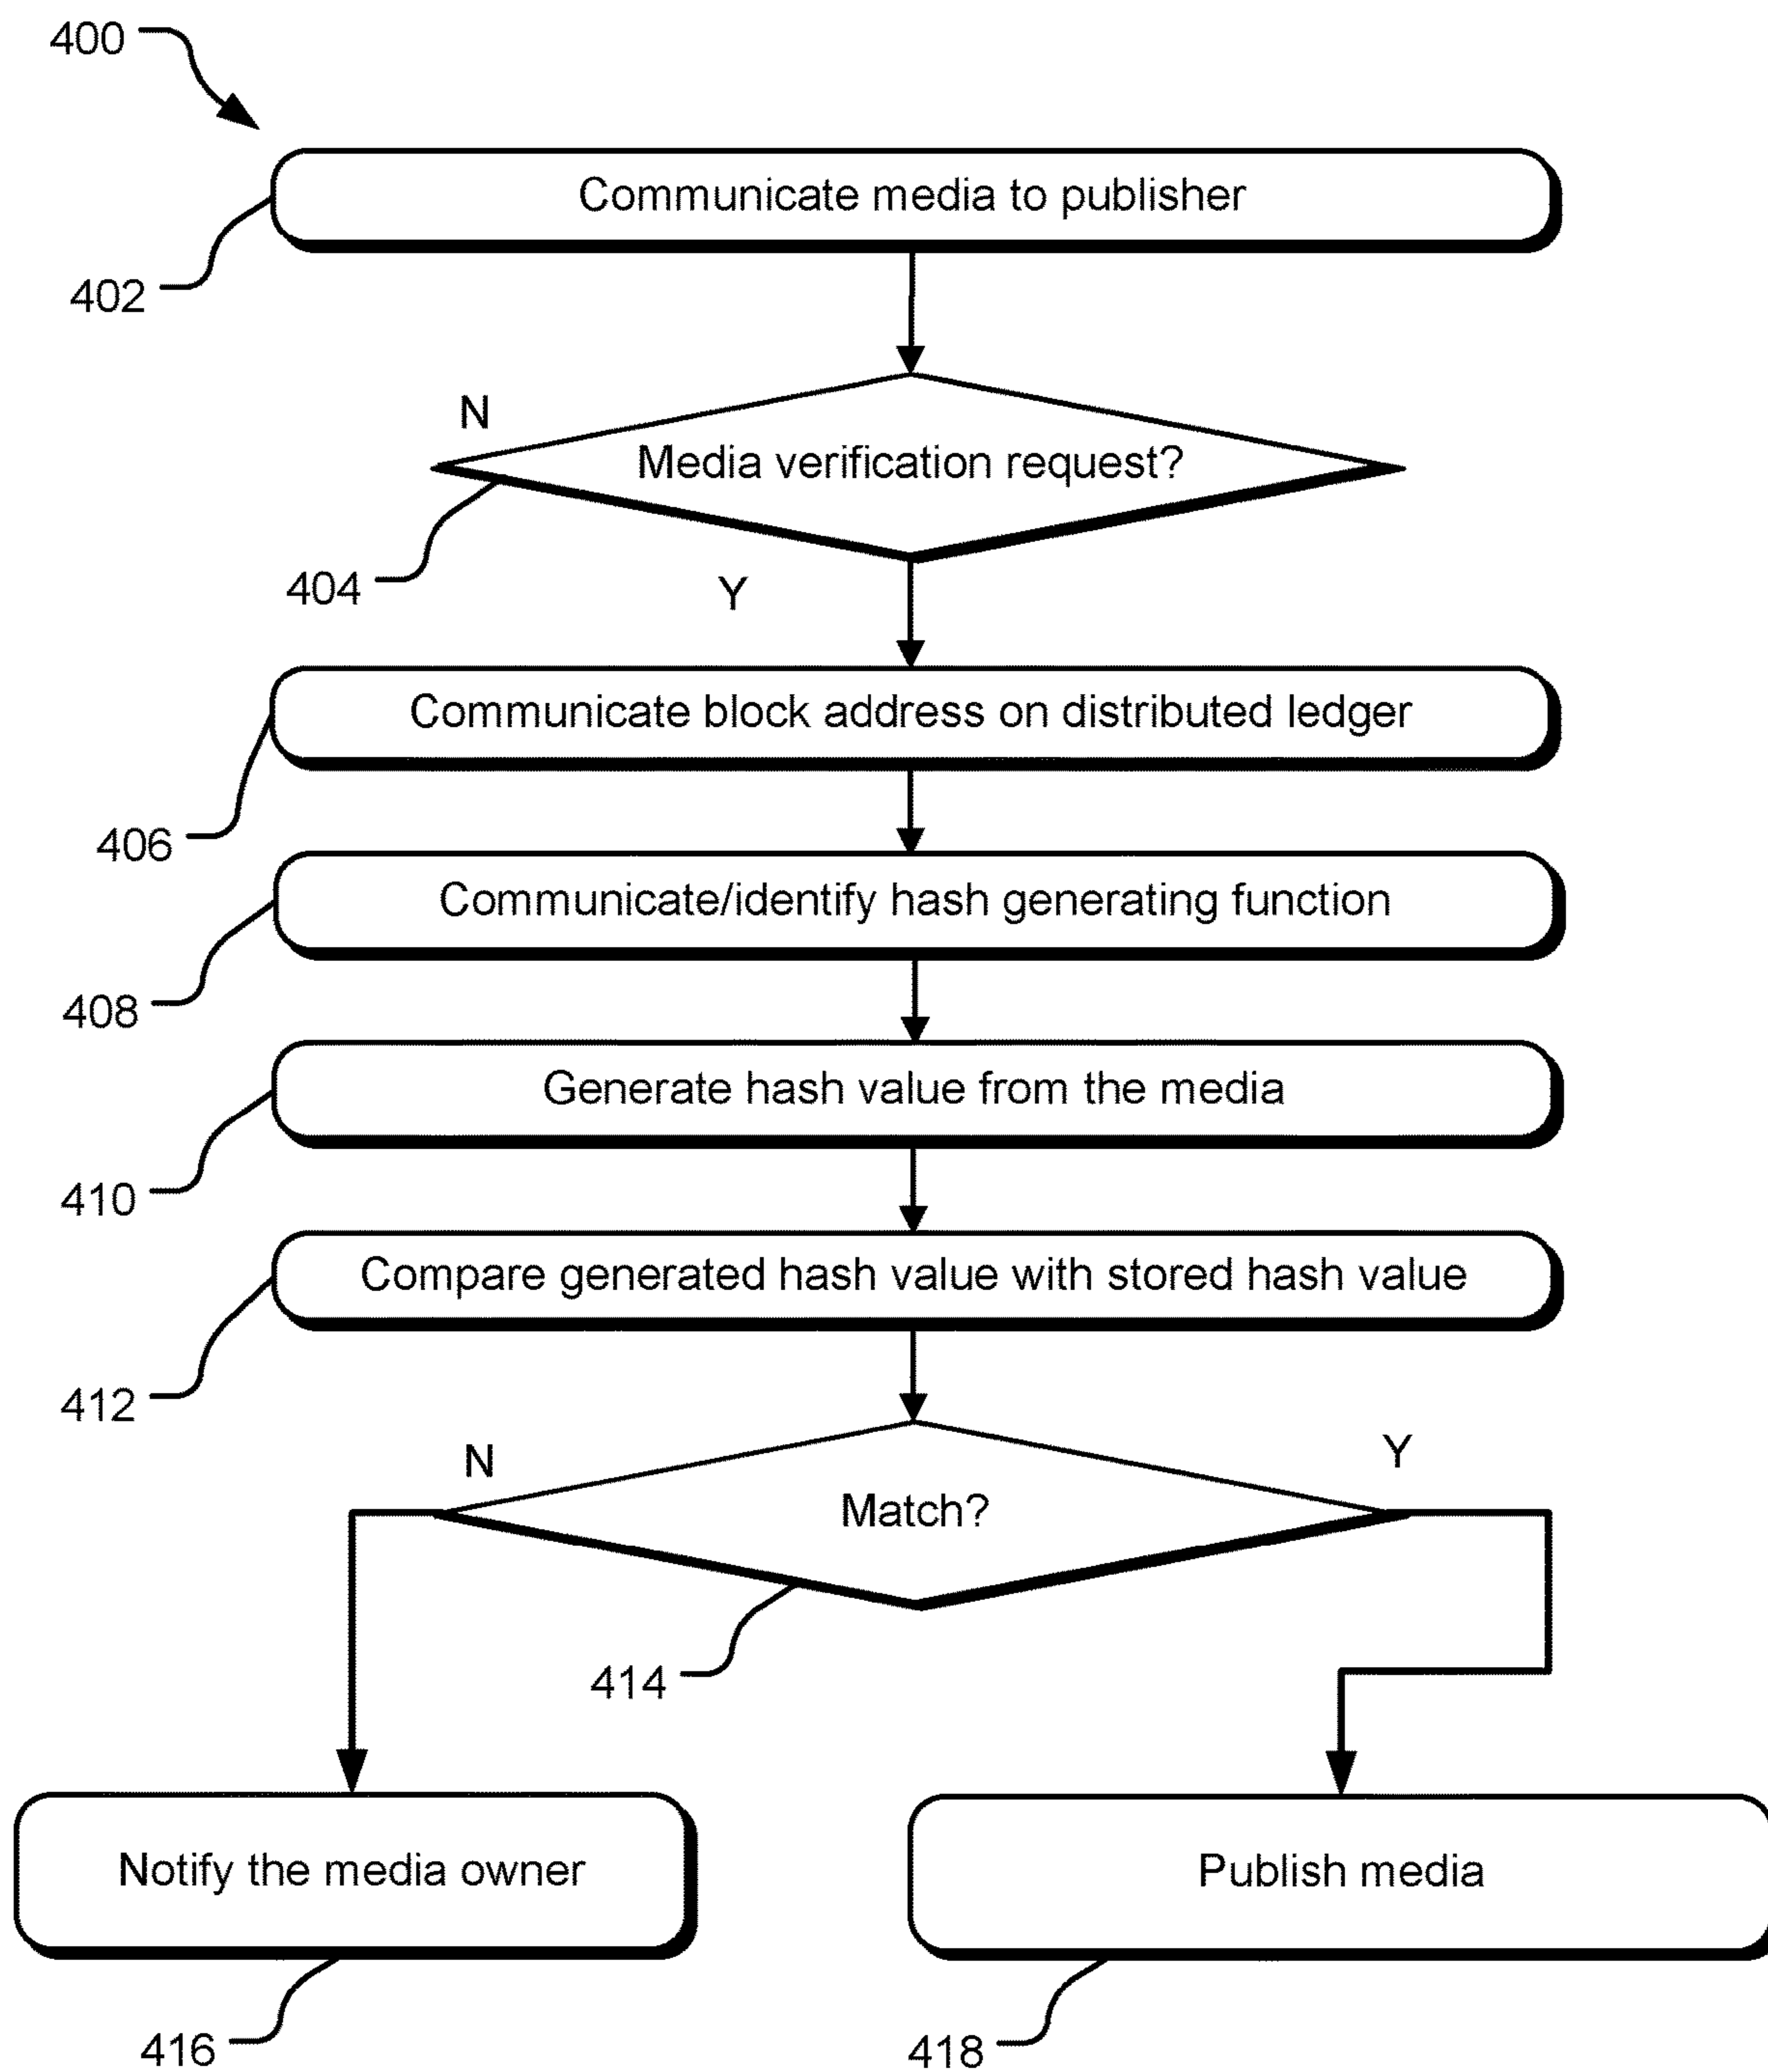 400
Communicate media to publisher
402
N
Media verification request?
404
Y
Communicate block address on distributed ledger
406
Communicate/identify hash generating function
408
Generate hash value from the media
410
Compare generated hash value with stored hash value
412
N
Y
Match?
414
Notify the media owner
Publish media
416
418